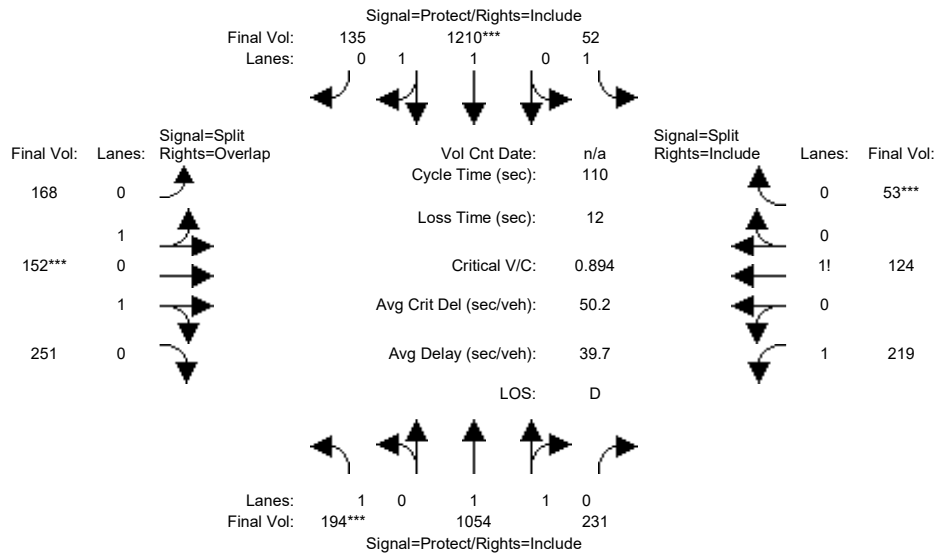 Signal=Protect/Rights=Include
Final Vol: 135 1210*** 52
Lanes: 0 1 1 0 1
Signal=Split Signal=Split
Final Vol: Lanes: Rights=Overlap Vol Cnt Date: n/a Rights=Include Lanes: Final Vol:
Cycle Time (sec): 110
168 0 0 53***
Loss Time (sec): 12
1 0
152*** 0 Critical V/C: 0.894 1! 124
1 Avg Crit Del (sec/veh): 50.2 0
251 0 Avg Delay (sec/veh): 39.7 1 219
LOS: D
Lanes: 1 0 1 1 0
Final Vol: 194*** 1054 231
Signal=Protect/Rights=Include